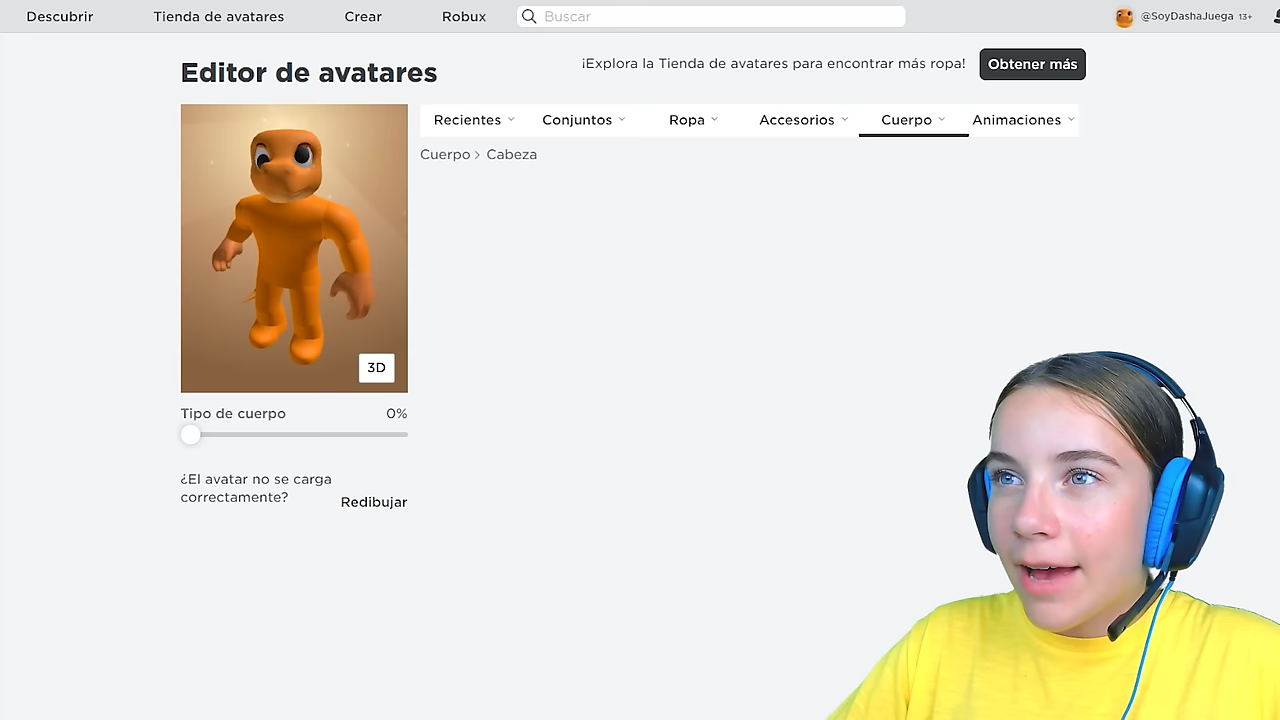 Descubrir Tienda de avatares Crear Robux Buscar @SoyDashaJuega 13+
Editor de avatares
¡Explora la Tienda de avatares para encontrar más ropa! Obtener más
Recientes Conjuntos Ropa Accesorios Cuerpo Animaciones
Cuerpo > Cabeza
3D
Tipo de cuerpo 0%
¿El avatar no se carga
correctamente?
Redibujar